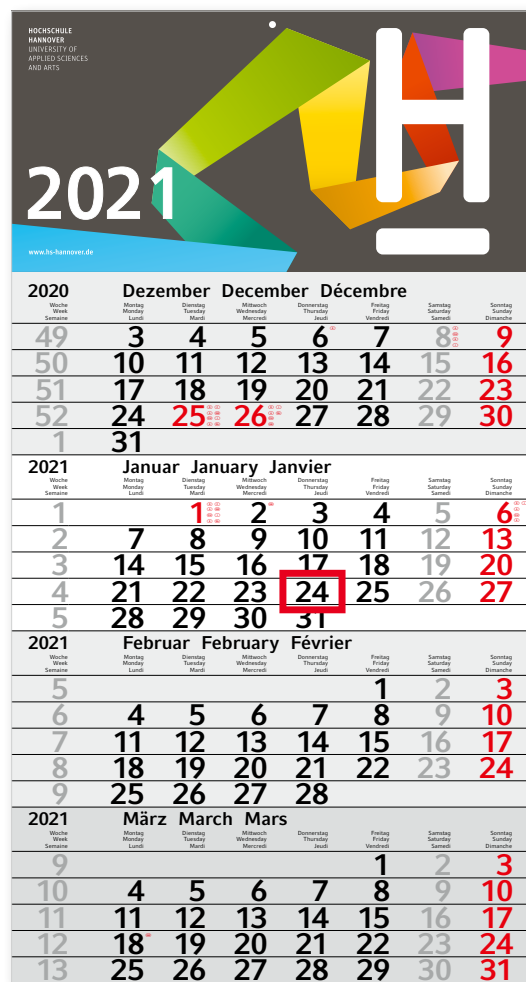 HOCHSCHULE
HANNOVER
UNIVERSITY OF
APPLIED SCIENCES
AND ARTS
H
2021
www.hs-hannover.de
2020 Dezember December Décembre
Woche Montag Dienstag Mittwoch Donnerstag Freitag Samstag Sonntag
Week Monday Tuesday Wednesday Thursday Friday Saturday Sunday
Semaine Lundi Mardi Mercredi Jeudi Vendredi Samedi Dimanche
49 3 4 5 6 7 8 9
50 10 11 12 13 14 15 16
51 17 18 19 20 21 22 23
52 24 25 26 27 28 29 30
1 31
2021 Januar January Janvier
Woche Montag Dienstag Mittwoch Donnerstag Freitag Samstag Sonntag
Week Monday Tuesday Wednesday Thursday Friday Saturday Sunday
Semaine Lundi Mardi Mercredi Jeudi Vendredi Samedi Dimanche
1 1 2 3 4 5 6
2 7 8 9 10 11 12 13
3 14 15 16 17 18 19 20
4 21 22 23 24 25 26 27
5 28 29 30 31
2021 Februar February Février
Woche Montag Dienstag Mittwoch Donnerstag Freitag Samstag Sonntag
Week Monday Tuesday Wednesday Thursday Friday Saturday Sunday
Semaine Lundi Mardi Mercredi Jeudi Vendredi Samedi Dimanche
5 1 2 3
6 4 5 6 7 8 9 10
7 11 12 13 14 15 16 17
8 18 19 20 21 22 23 24
9 25 26 27 28
2021 März March Mars
Woche Montag Dienstag Mittwoch Donnerstag Freitag Samstag Sonntag
Week Monday Tuesday Wednesday Thursday Friday Saturday Sunday
Semaine Lundi Mardi Mercredi Jeudi Vendredi Samedi Dimanche
9 1 2 3
10 4 5 6 7 8 9 10
11 11 12 13 14 15 16 17
12 18 19 20 21 22 23 24
13 25 26 27 28 29 30 31